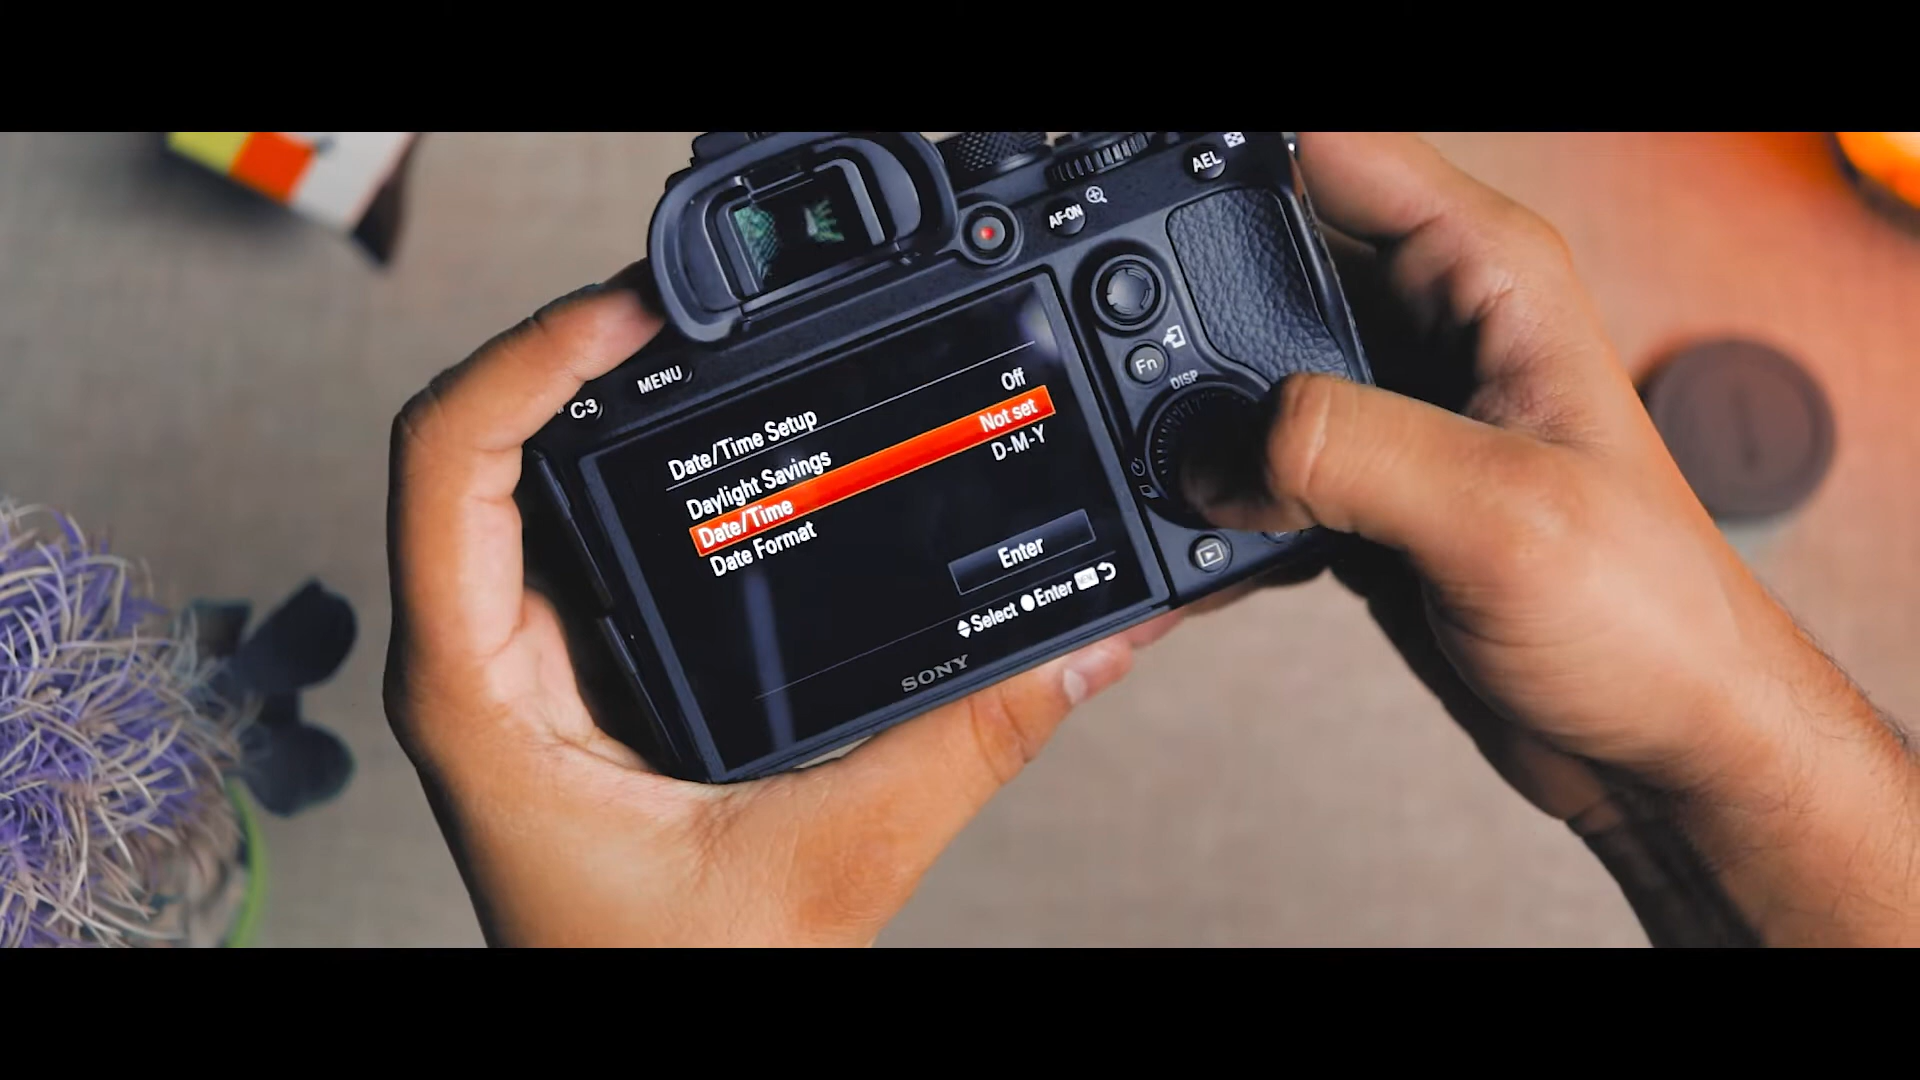 AEL
AF-ON
MENU
C3
Fn
DISP
Date/Time Setup
Daylight Savings Off
Date/Time Not set
Date Format D-M-Y
Enter
Select Enter MENU
SONY